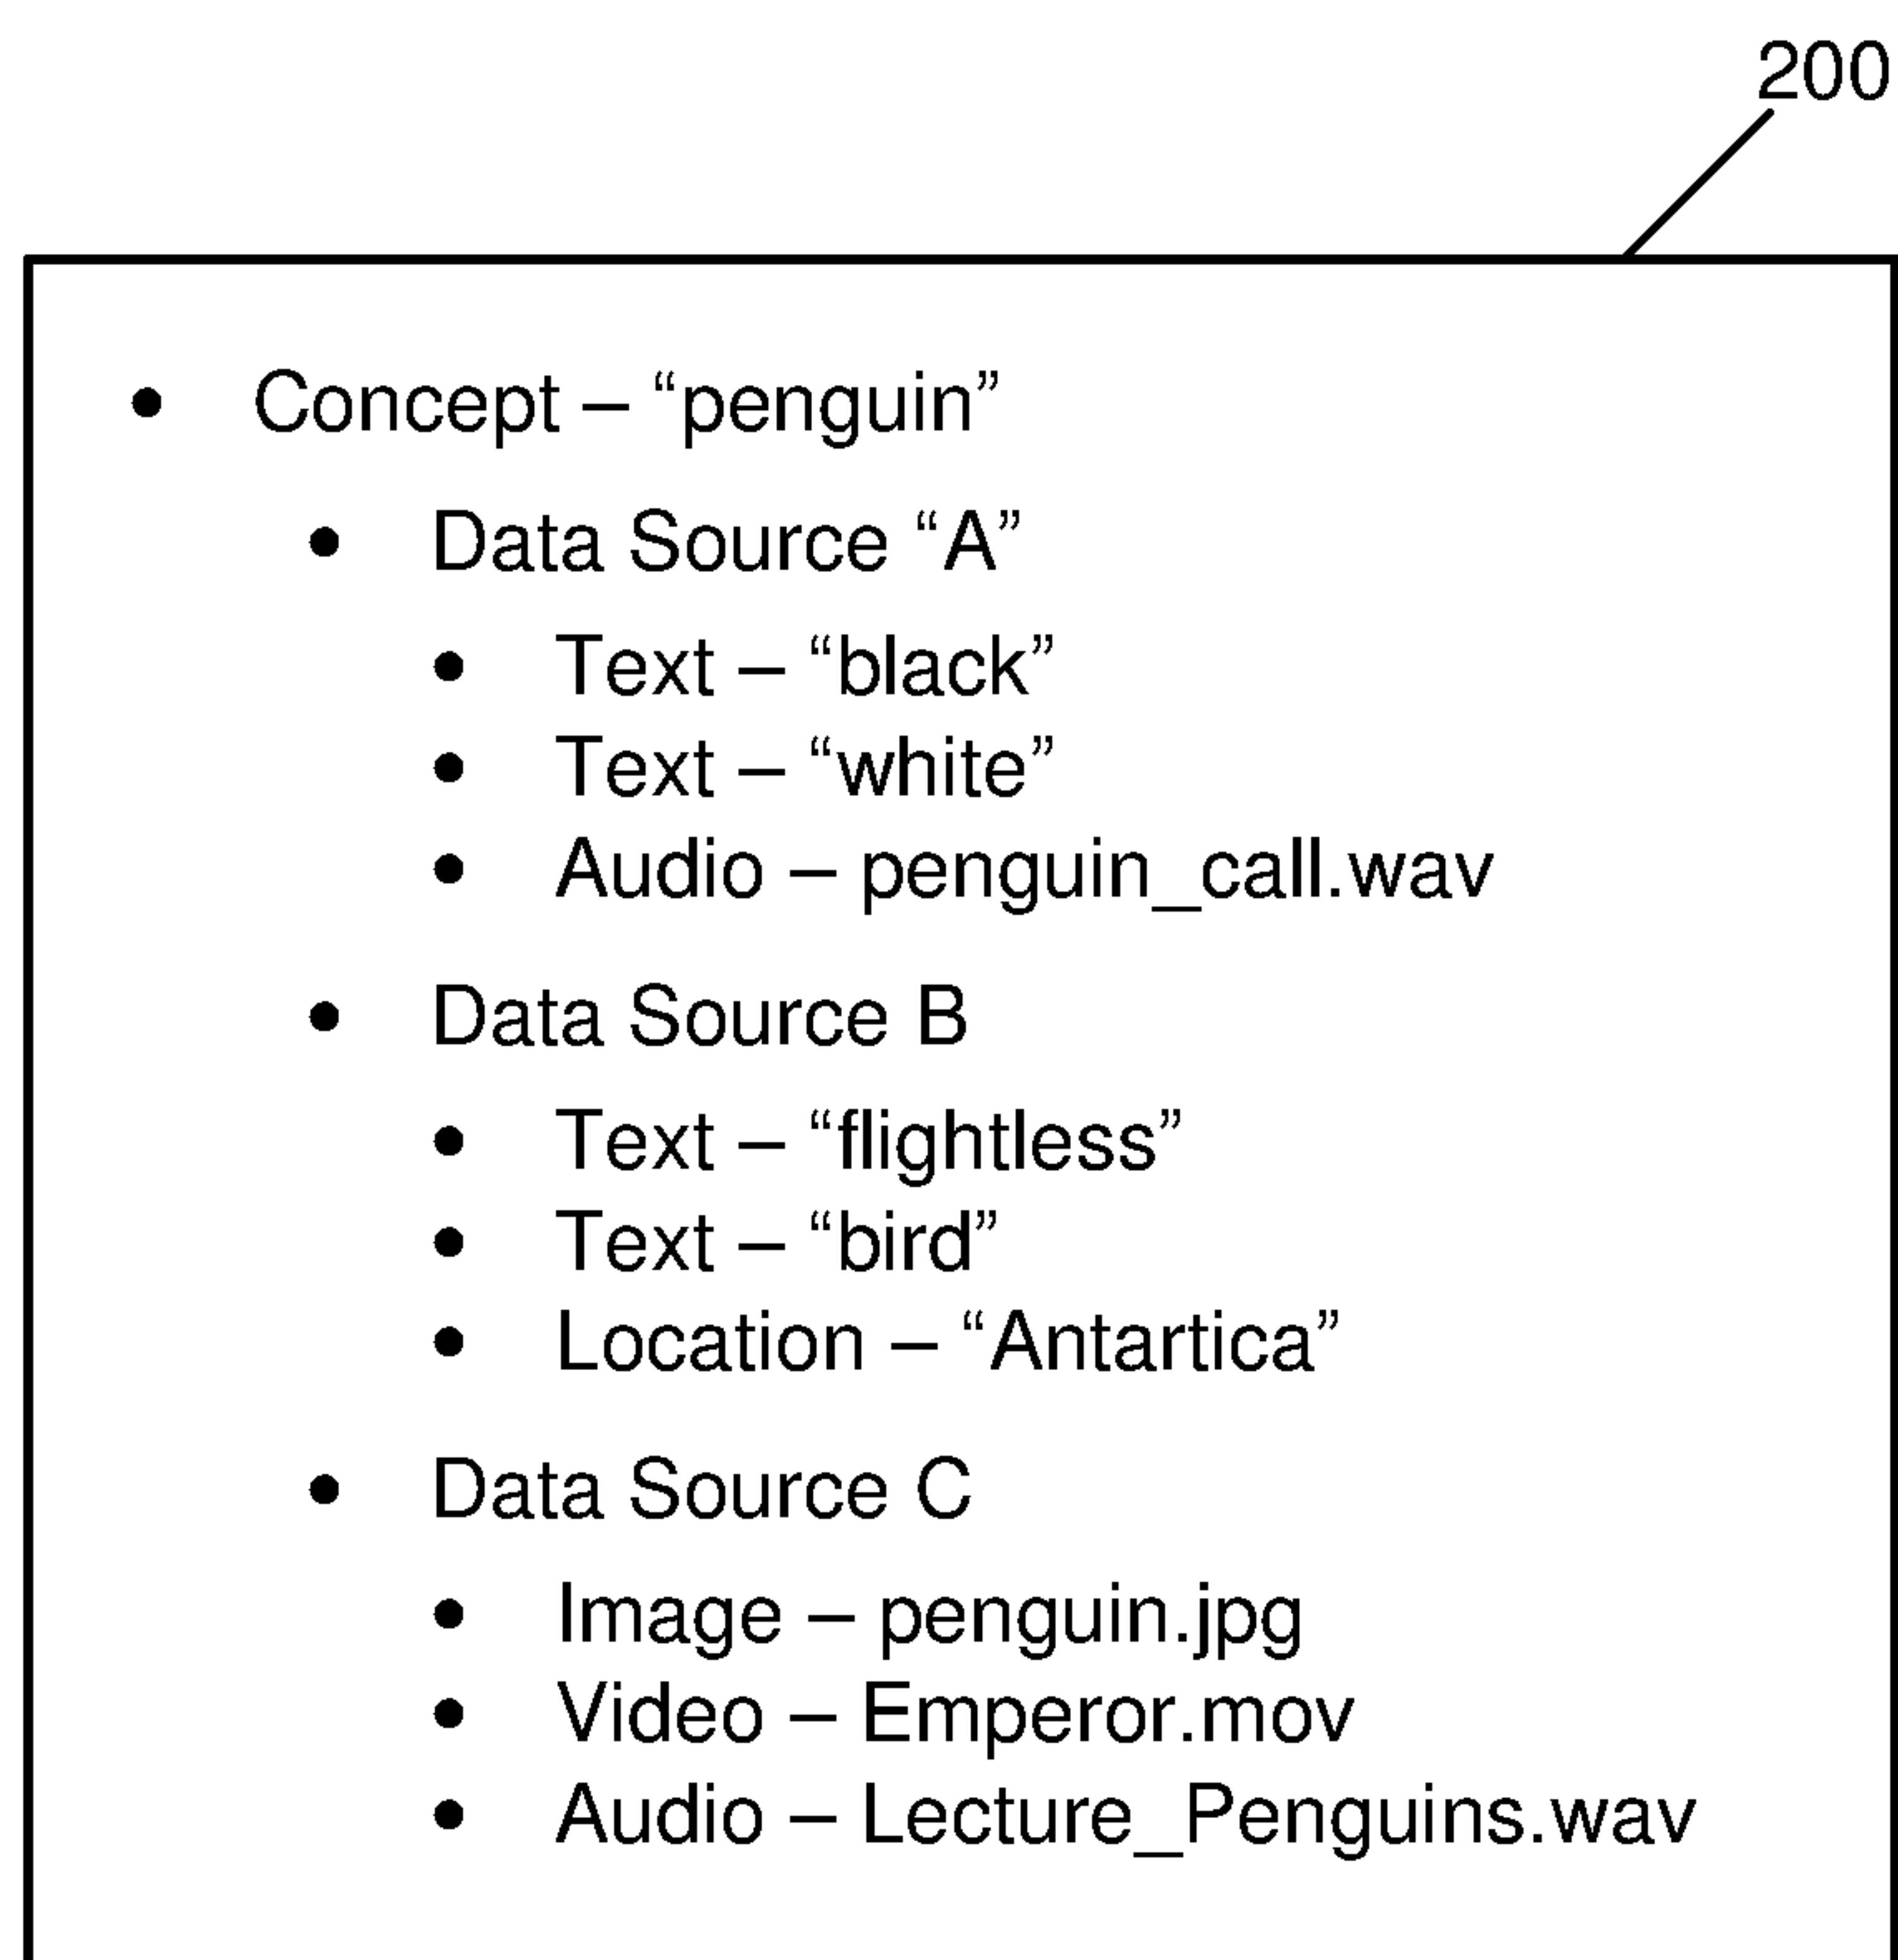 200
• Concept – “penguin”
• Data Source “A”
• Text – “black”
• Text – “white”
• Audio – penguin_call.wav
• Data Source B
• Text – “flightless”
• Text – “bird”
• Location – “Antartica”
• Data Source C
• Image – penguin.jpg
• Video – Emperor.mov
• Audio – Lecture_Penguins.wav